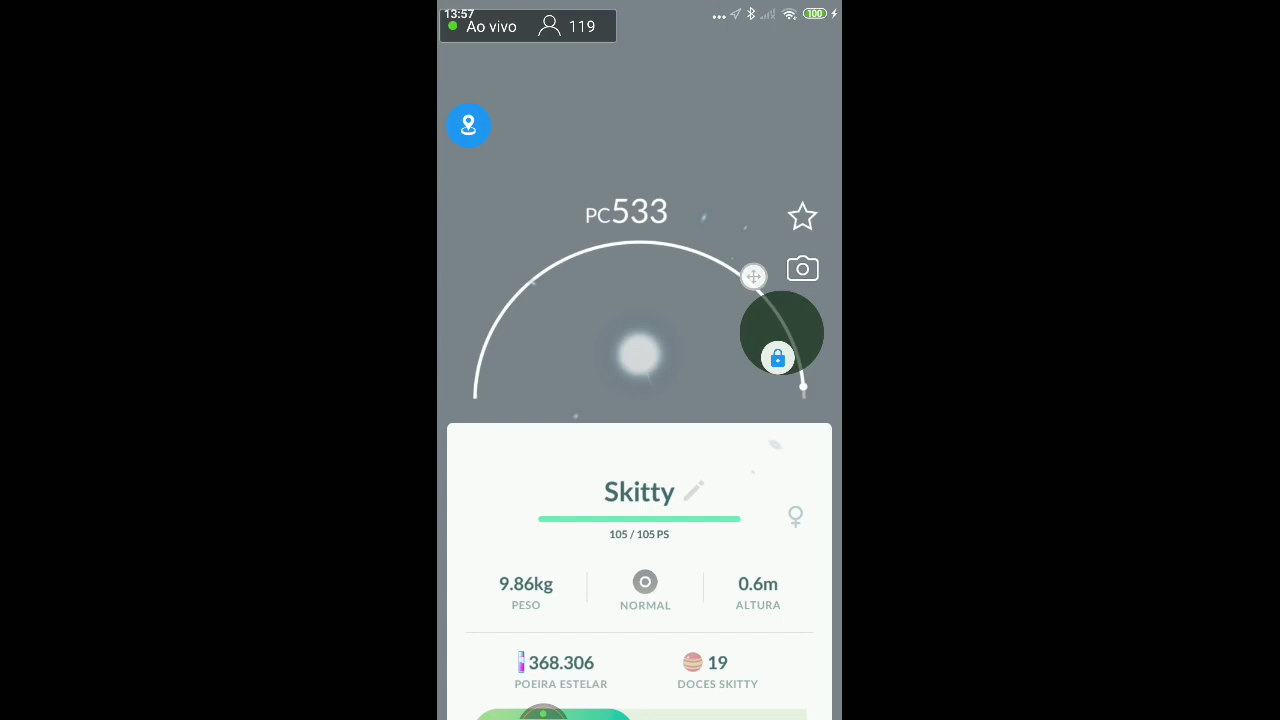 13:57
100
Ao vivo 119
PC533
Skitty
105 / 105 PS
9.86kg 0.6m
PESO NORMAL ALTURA
368.306 19
POEIRA ESTELAR DOCES SKITTY